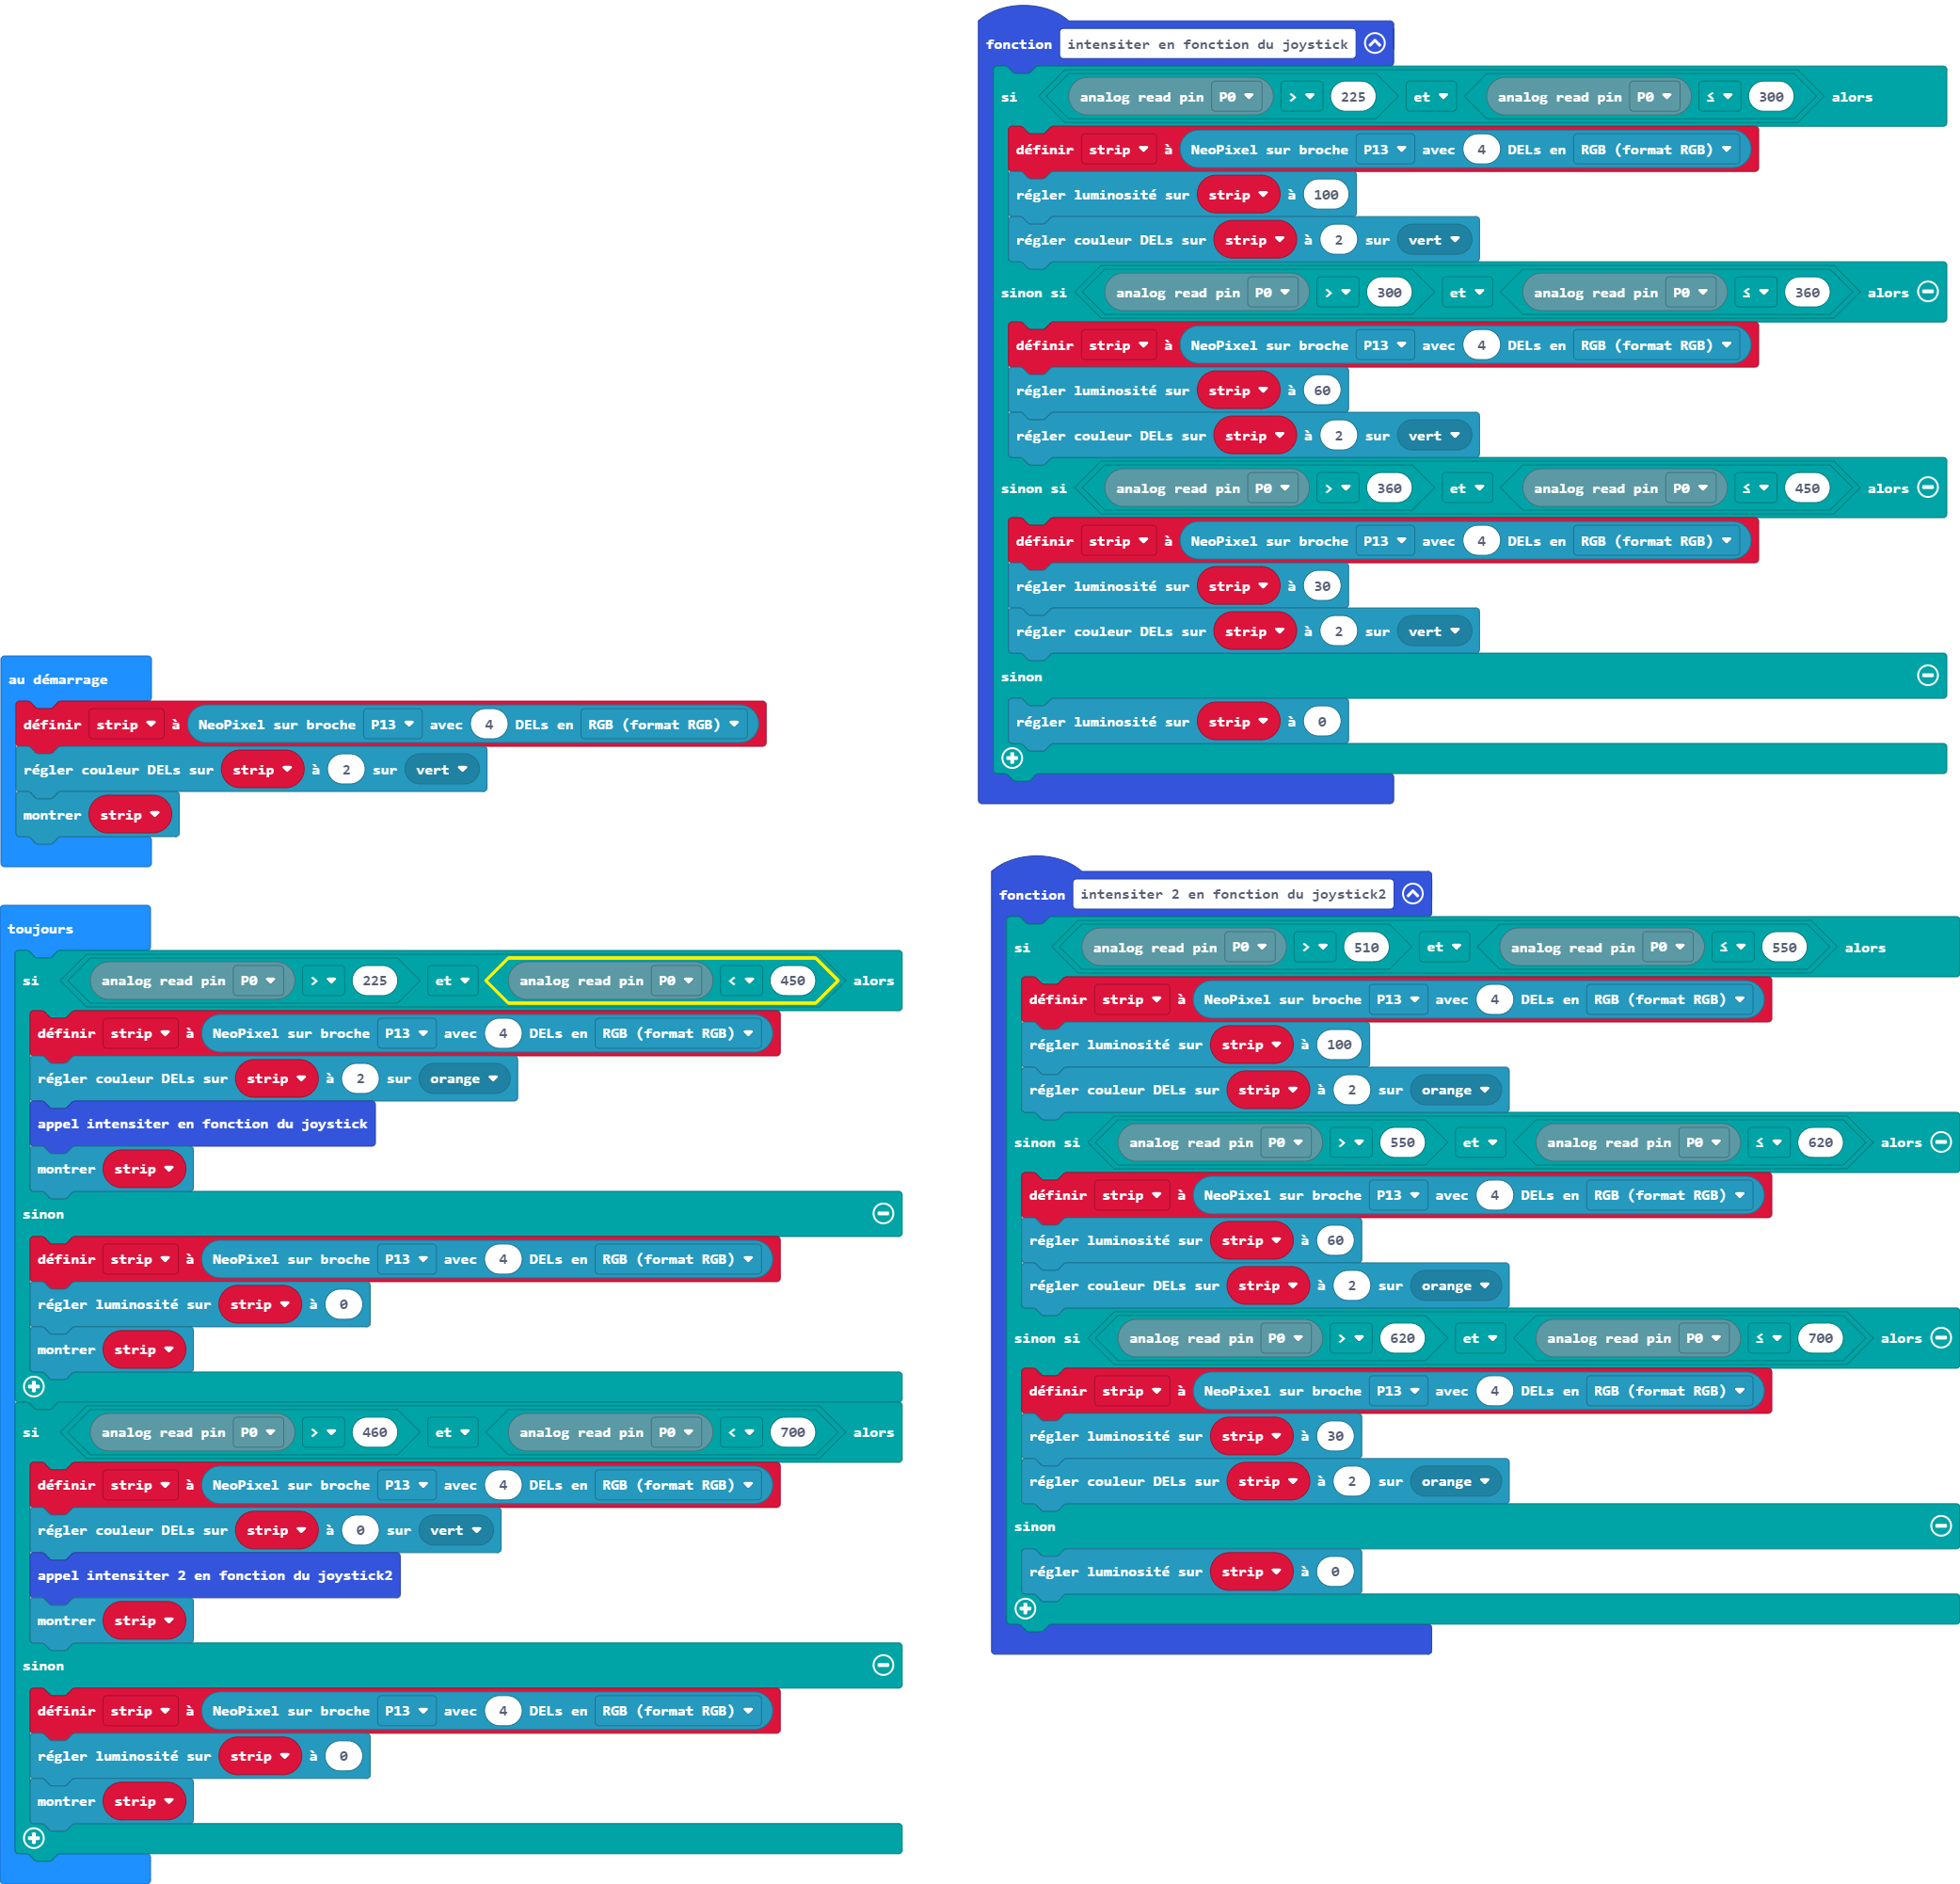 au démarrage
définir strip à NeoPixel sur broche P13 avec 4 DELs en RGB (format RGB)
régler couleur DELs sur strip à 2 sur vert
montrer strip
toujours
si analog read pin P0 > 225 et analog read pin P0 < 450 alors
définir strip à NeoPixel sur broche P13 avec 4 DELs en RGB (format RGB)
régler couleur DELs sur strip à 2 sur orange
appel intensiter en fonction du joystick
montrer strip
sinon
définir strip à NeoPixel sur broche P13 avec 4 DELs en RGB (format RGB)
régler luminosité sur strip à 0
montrer strip
si analog read pin P0 > 460 et analog read pin P0 < 700 alors
définir strip à NeoPixel sur broche P13 avec 4 DELs en RGB (format RGB)
régler couleur DELs sur strip à 0 sur vert
appel intensiter 2 en fonction du joystick2
montrer strip
sinon
définir strip à NeoPixel sur broche P13 avec 4 DELs en RGB (format RGB)
régler luminosité sur strip à 0
montrer strip
fonction intensiter en fonction du joystick
si analog read pin P0 > 225 et analog read pin P0 ≤ 300 alors
définir strip à NeoPixel sur broche P13 avec 4 DELs en RGB (format RGB)
régler luminosité sur strip à 100
régler couleur DELs sur strip à 2 sur vert
sinon si analog read pin P0 > 300 et analog read pin P0 ≤ 360 alors
définir strip à NeoPixel sur broche P13 avec 4 DELs en RGB (format RGB)
régler luminosité sur strip à 60
régler couleur DELs sur strip à 2 sur vert
sinon si analog read pin P0 > 360 et analog read pin P0 ≤ 450 alors
définir strip à NeoPixel sur broche P13 avec 4 DELs en RGB (format RGB)
régler luminosité sur strip à 30
régler couleur DELs sur strip à 2 sur vert
sinon
régler luminosité sur strip à 0
fonction intensiter 2 en fonction du joystick2
si analog read pin P0 > 510 et analog read pin P0 ≤ 550 alors
définir strip à NeoPixel sur broche P13 avec 4 DELs en RGB (format RGB)
régler luminosité sur strip à 100
régler couleur DELs sur strip à 2 sur orange
sinon si analog read pin P0 > 550 et analog read pin P0 ≤ 620 alors
définir strip à NeoPixel sur broche P13 avec 4 DELs en RGB (format RGB)
régler luminosité sur strip à 60
régler couleur DELs sur strip à 2 sur orange
sinon si analog read pin P0 > 620 et analog read pin P0 ≤ 700 alors
définir strip à NeoPixel sur broche P13 avec 4 DELs en RGB (format RGB)
régler luminosité sur strip à 30
régler couleur DELs sur strip à 2 sur orange
sinon
régler luminosité sur strip à 0